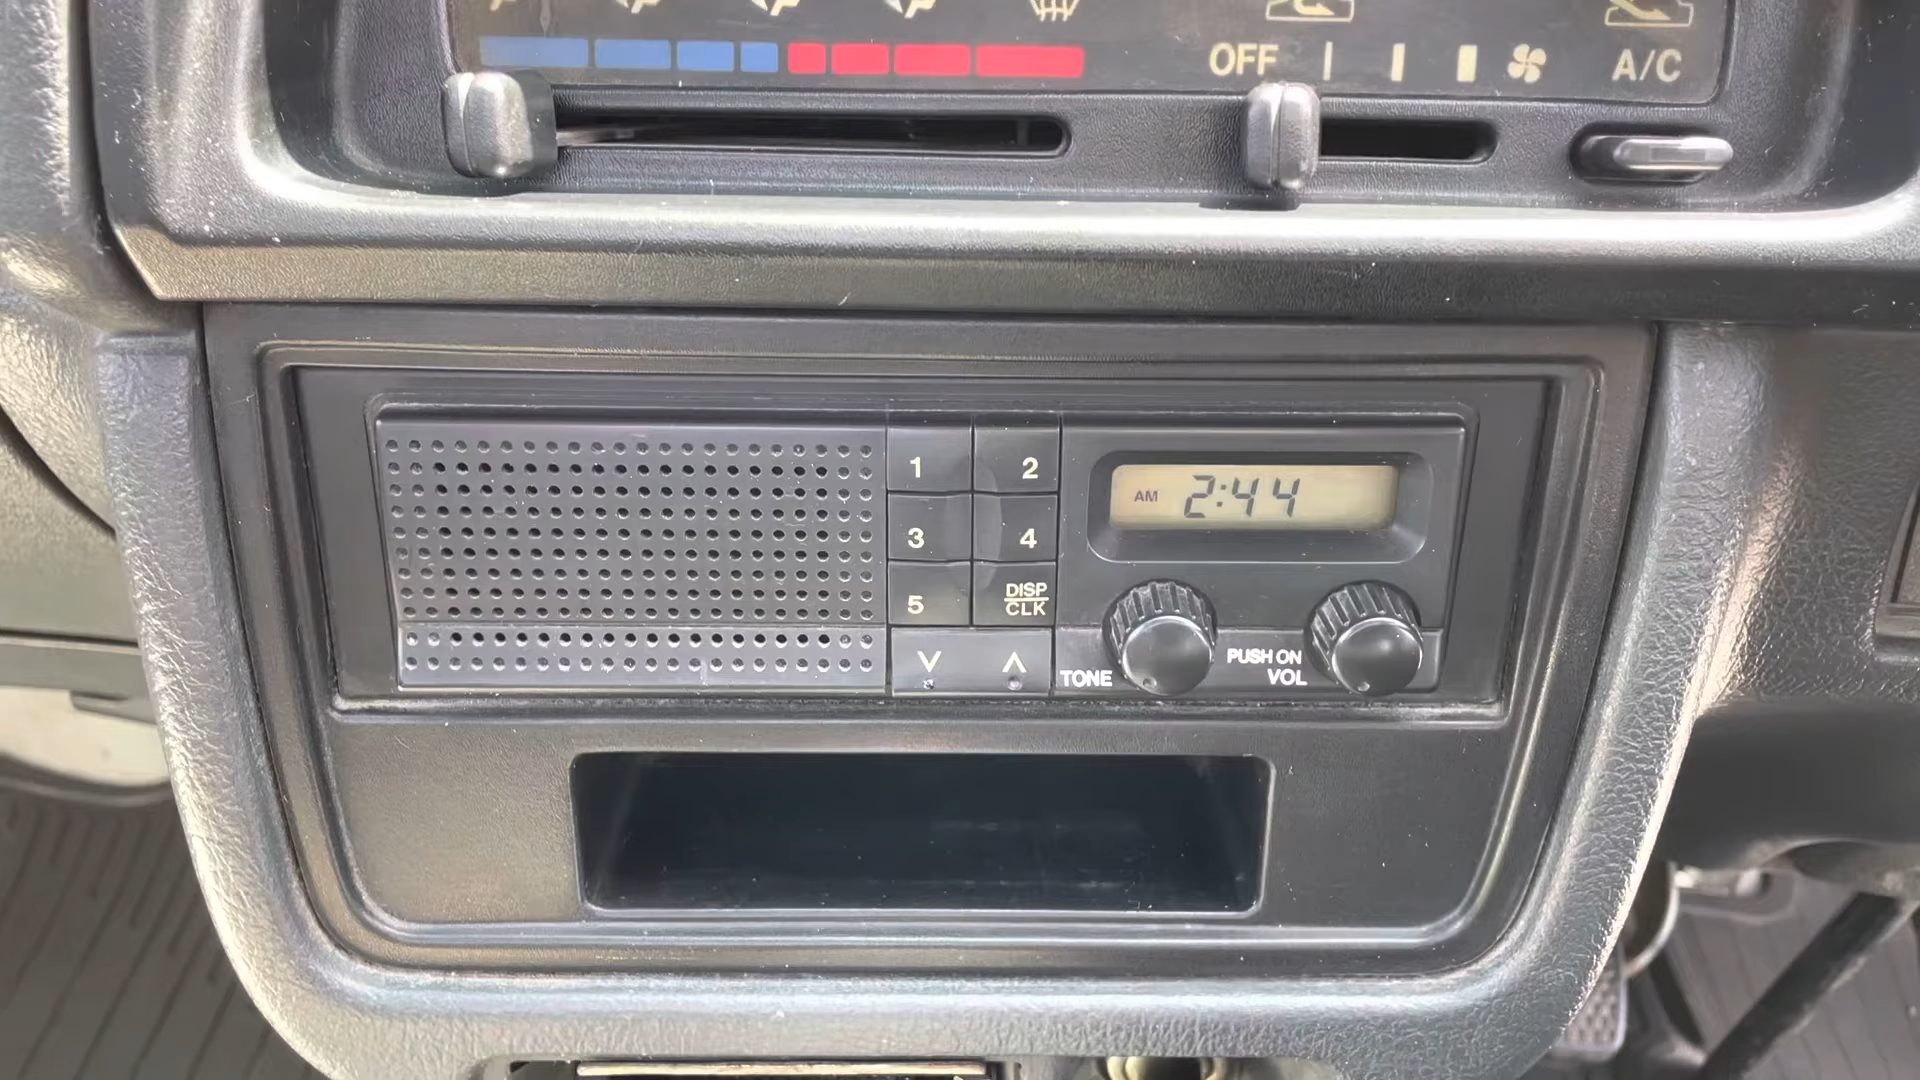 OFF A/C
1 2
AM 2:44
3 4
5 DISP
CLK
TONE
PUSH ON
VOL